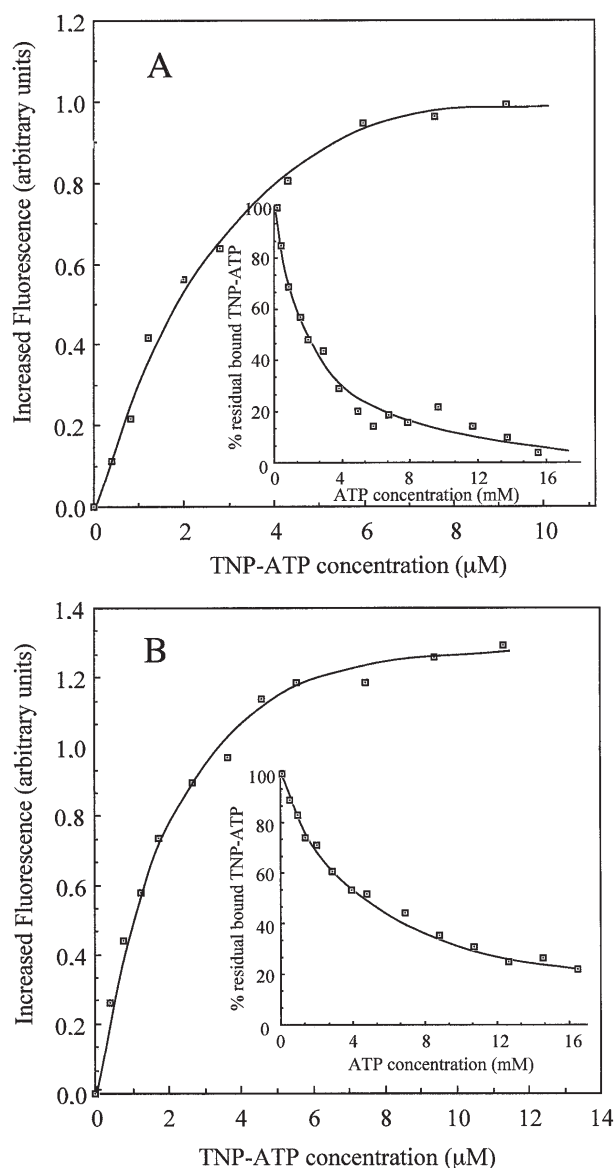 A
Increased Fluorescence (arbitrary units)
1.2
1.0
0.8
0.6
0.4
0.2
0.0
0 2 4 6 8 10
TNP-ATP concentration (μM)
% residual bound TNP-ATP
100
80
60
40
20
0
0 4 8 12 16
ATP concentration (mM)
B
Increased Fluorescence (arbitrary units)
1.4
1.2
1.0
0.8
0.6
0.4
0.2
0.0
0 2 4 6 8 10 12 14
TNP-ATP concentration (μM)
% residual bound TNP-ATP
100
80
60
40
20
0
0 4 8 12 16
ATP concentration (mM)